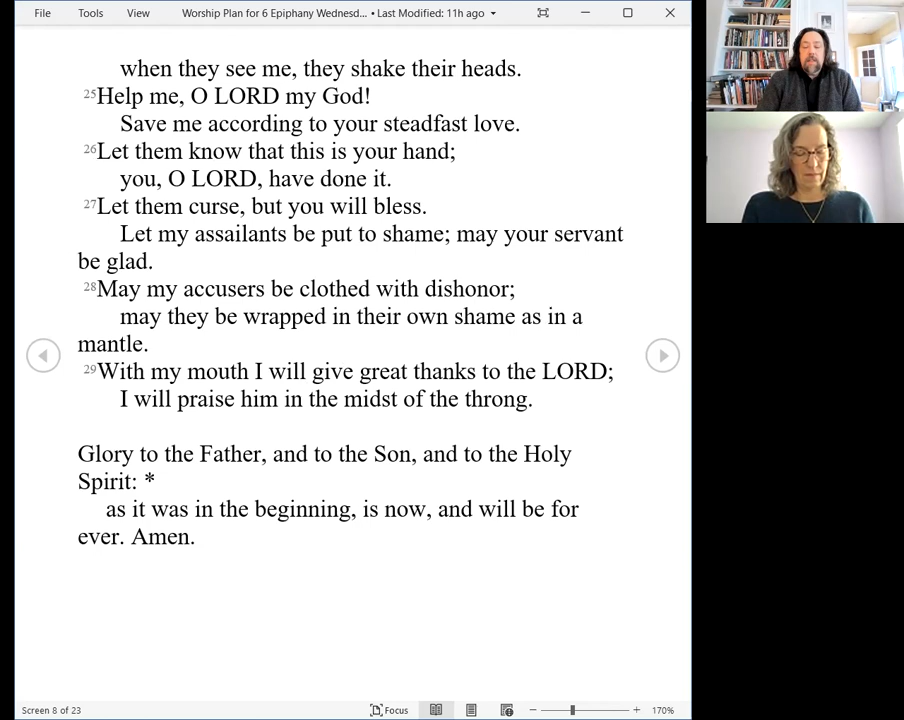 File Tools View Worship Plan for 6 Epiphany Wednesd... • Last Modified: 11h ago
when they see me, they shake their heads.
25Help me, O LORD my God!
Save me according to your steadfast love.
26Let them know that this is your hand;
you, O LORD, have done it.
27Let them curse, but you will bless.
Let my assailants be put to shame; may your servant
be glad.
28May my accusers be clothed with dishonor;
may they be wrapped in their own shame as in a
mantle.
29With my mouth I will give great thanks to the LORD;
I will praise him in the midst of the throng.
Glory to the Father, and to the Son, and to the Holy
Spirit: *
as it was in the beginning, is now, and will be for
ever. Amen.
Screen 8 of 23 Focus 170%